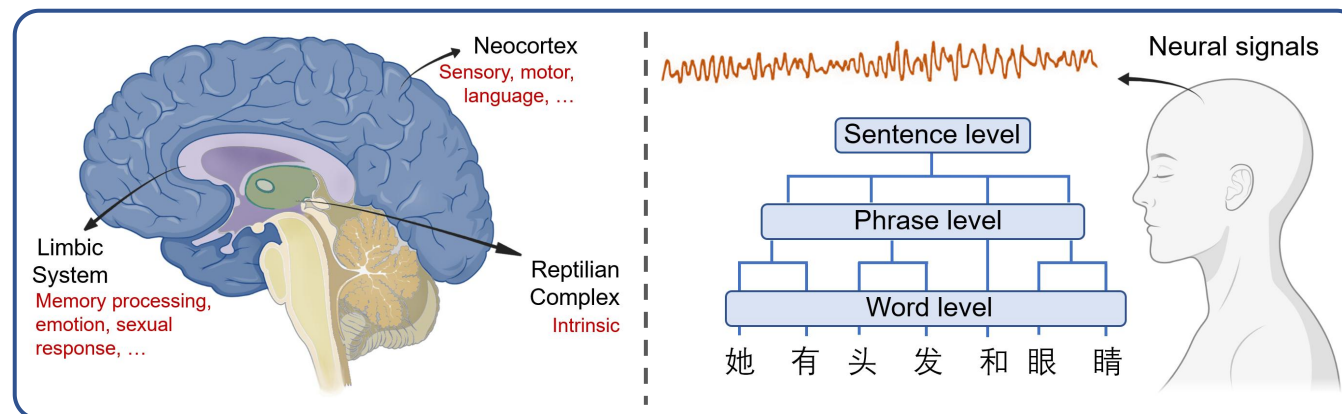 Neocortex
Sensory, motor,
language, …
Limbic
System
Memory processing,
emotion, sexual
response, …
Reptilian
Complex
Intrinsic
Neural signals
Sentence level
Phrase level
Word level
她 有 头 发 和 眼 睛